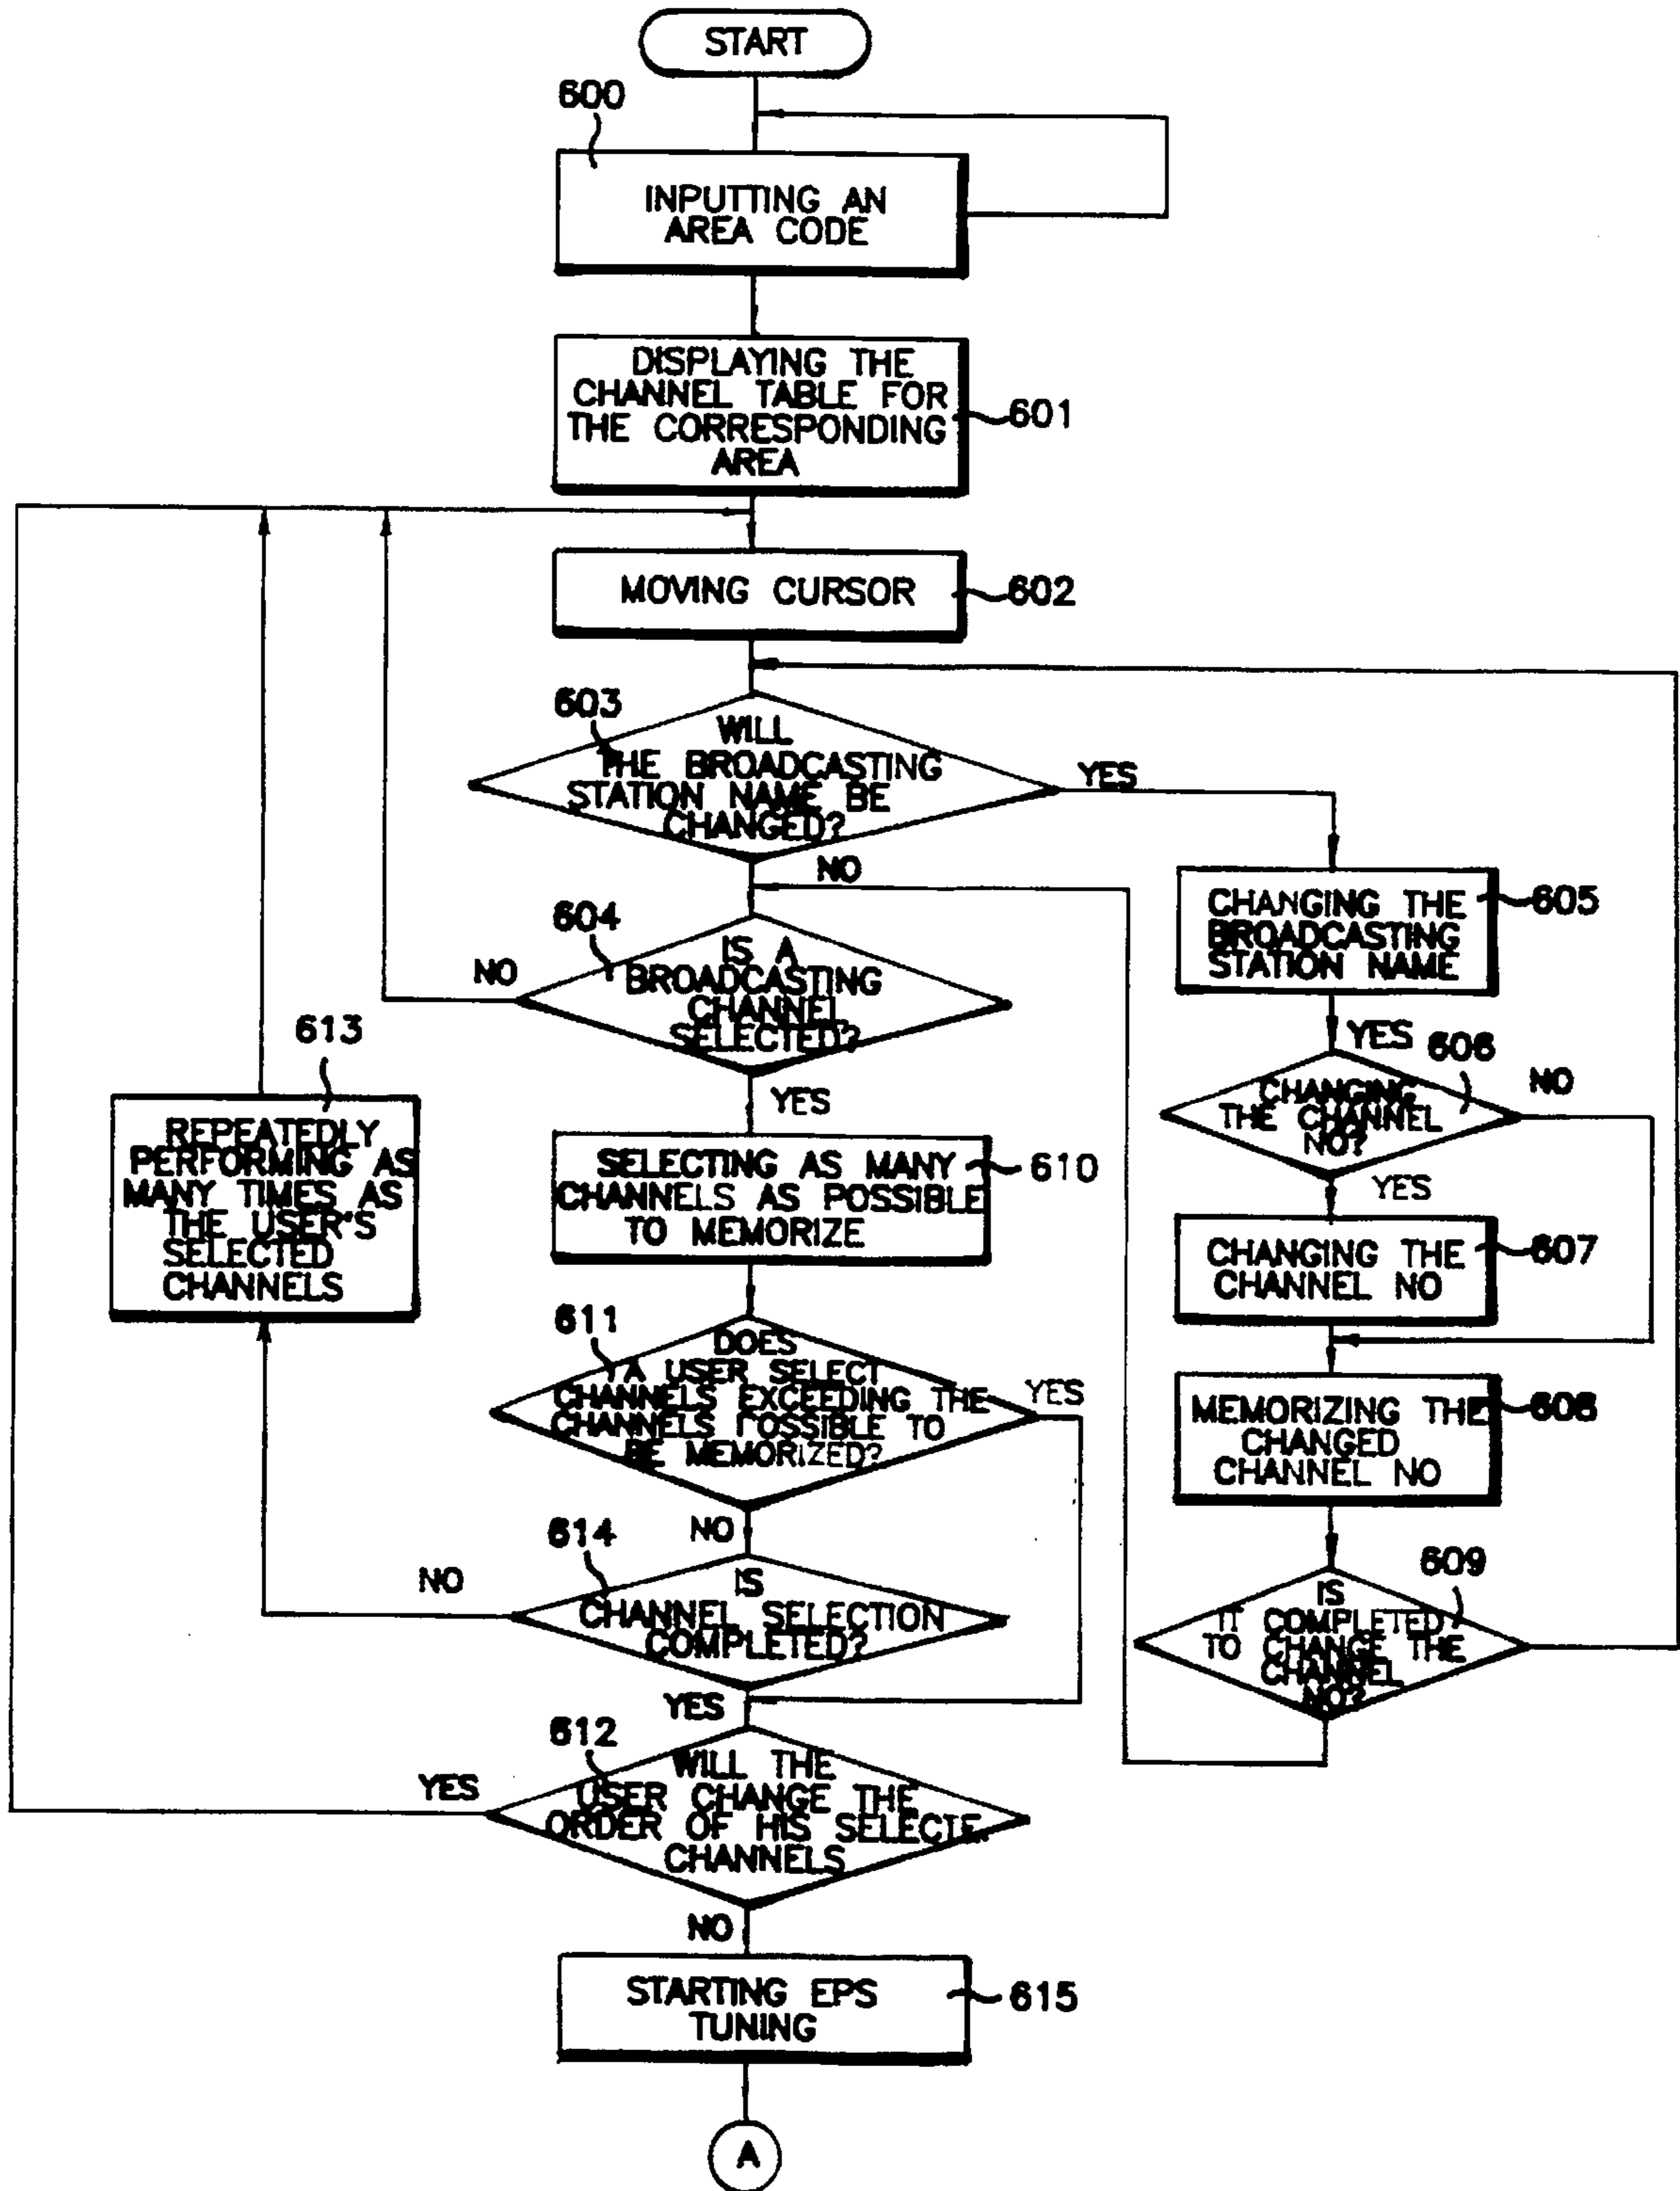 START
600
INPUTTING AN
AREA CODE
DISPLAYING THE
CHANNEL TABLE FOR
THE CORRESPONDING
AREA
601
MOVING CURSOR
602
603
WILL
THE BROADCASTING
STATION NAME BE
CHANGED?
YES
NO
604
IS A
BROADCASTING
CHANNEL
SELECTED?
NO
YES
CHANGING THE
BROADCASTING
STATION NAME
605
YES
606
CHANGING
THE CHANNEL
NO?
NO
YES
613
REPEATEDLY
PERFORMING AS
MANY TIMES AS
THE USER'S
SELECTED
CHANNELS
SELECTING AS MANY
CHANNELS AS POSSIBLE
TO MEMORIZE
610
CHANGING THE
CHANNEL NO
607
611
DOES
A USER SELECT
CHANNELS EXCEEDING THE
CHANNELS POSSIBLE TO
BE MEMORIZED?
YES
NO
MEMORIZING THE
CHANGED
CHANNEL NO
608
614
IS
CHANNEL SELECTION
COMPLETED?
NO
YES
609
IS
IT COMPLETED
TO CHANGE THE
CHANNEL
NO?
612
WILL THE
USER CHANGE THE
ORDER OF HIS SELECTE
CHANNELS
YES
NO
STARTING EPS
TUNING
615
A